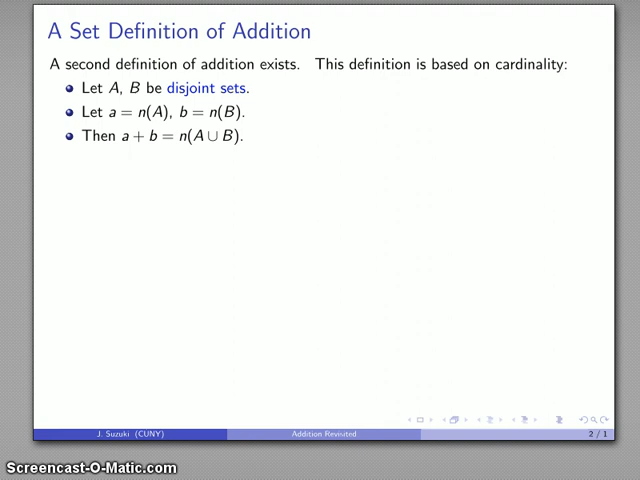 A Set Definition of Addition
A second definition of addition exists. This definition is based on cardinality:
Let A, B be disjoint sets.
Let a = n(A), b = n(B).
Then a + b = n(A ∪ B).
J. Suzuki (CUNY) Addition Revisitnd 2 / 1
Screencast-O-Matic.com